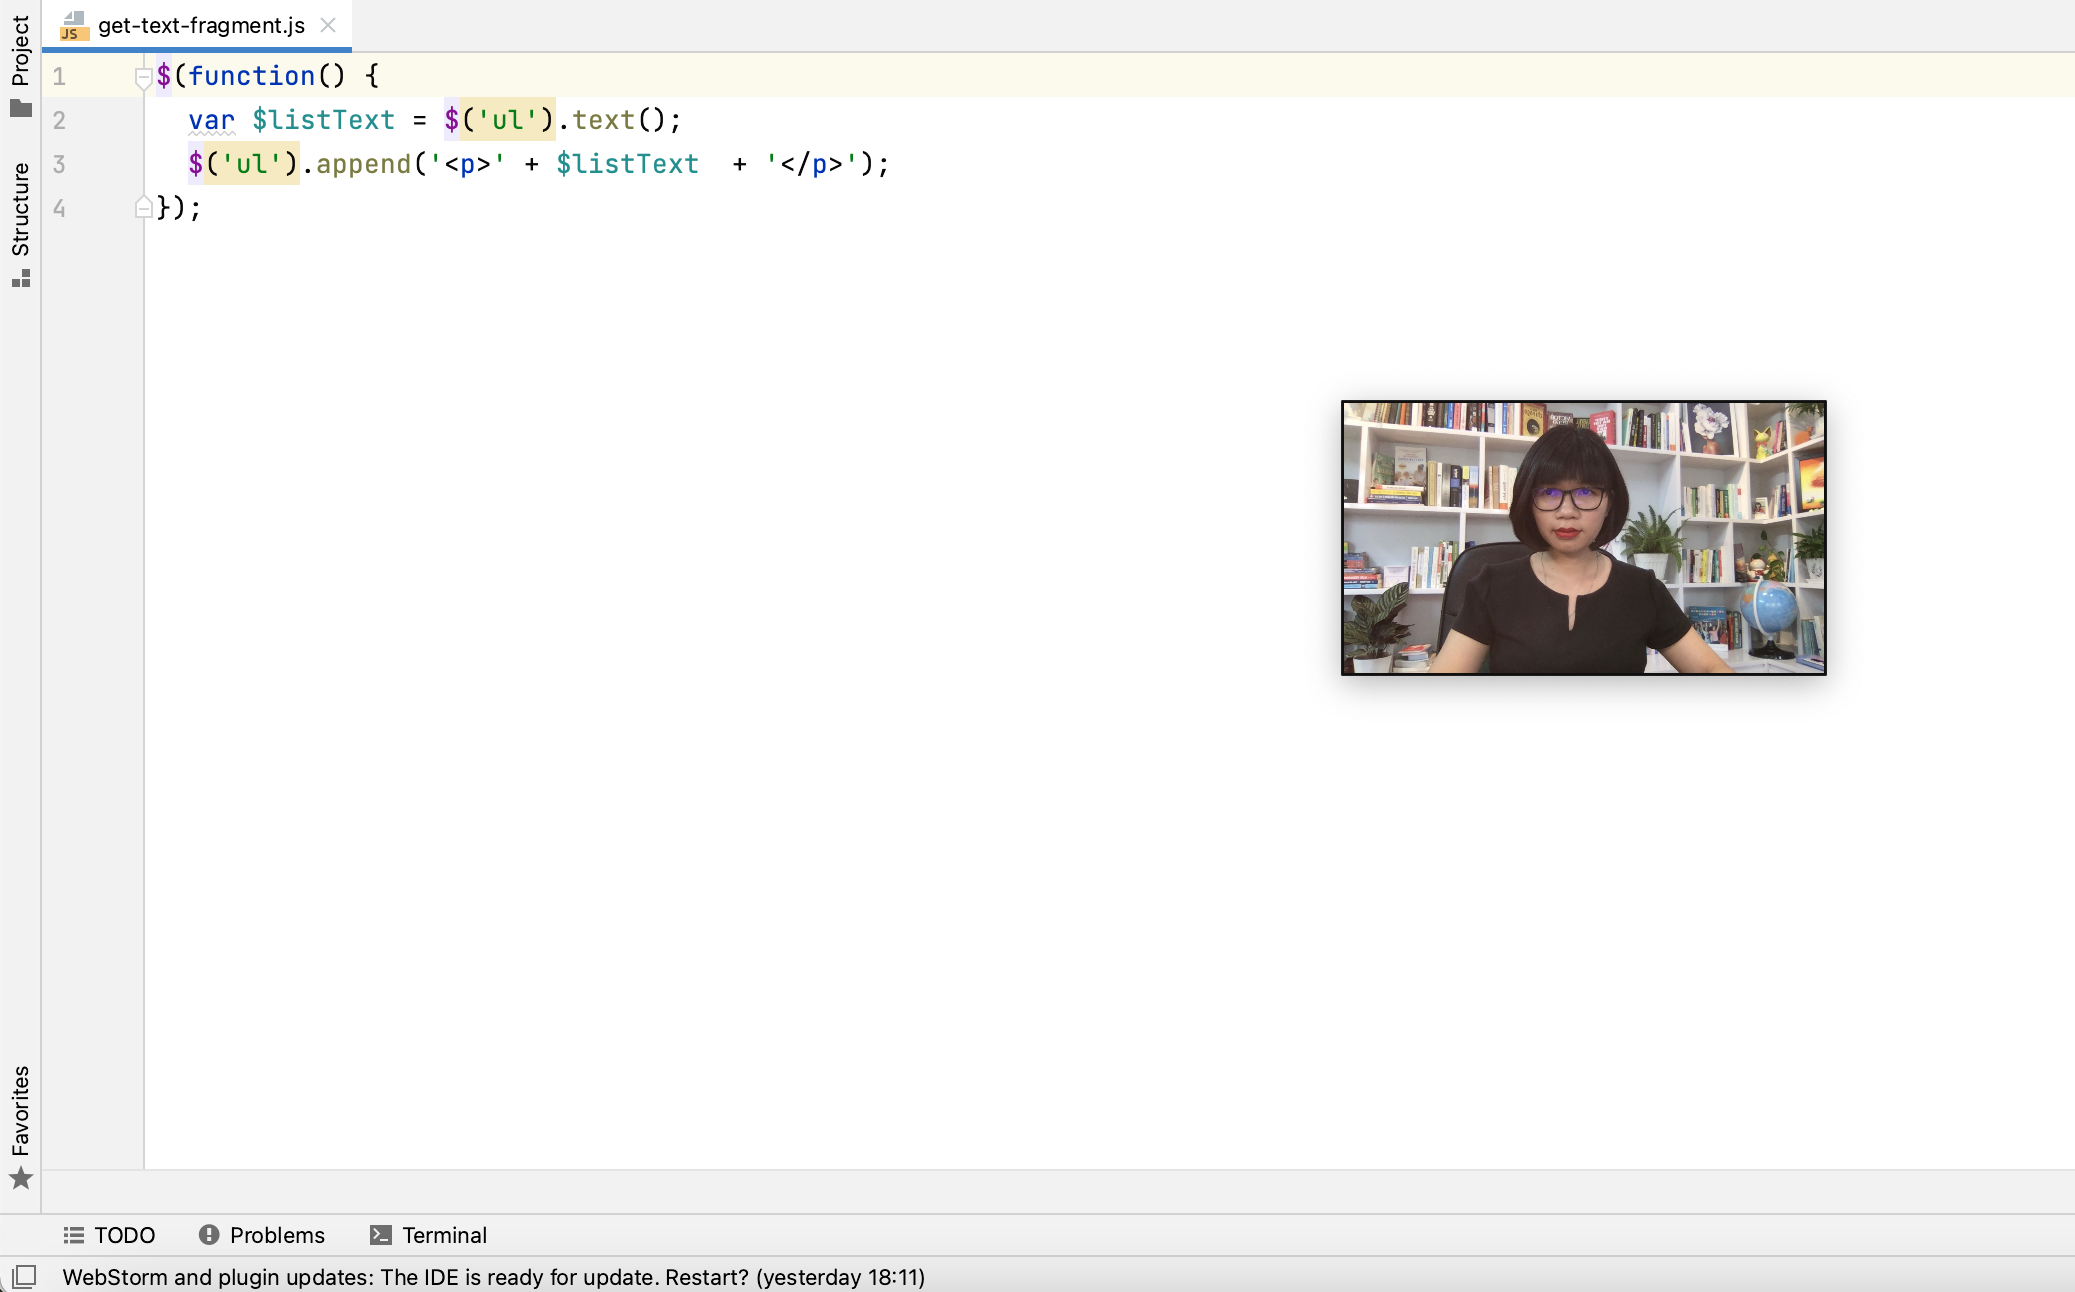 Project
Structure
Favorites
JS get-text-fragment.js
1 $(function() {
2   var $listText = $('ul').text();
3   $('ul').append('<p>' + $listText  + '</p>');
4 });
TODO Problems Terminal
WebStorm and plugin updates: The IDE is ready for update. Restart? (yesterday 18:11)